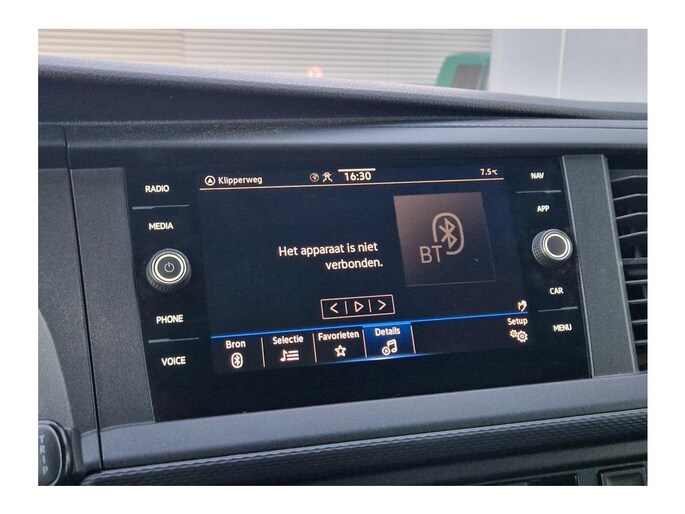 RADIO
MEDIA
PHONE
VOICE
Klipperweg
16:30
7.5°C
Het apparaat is niet
verbonden.
BT
Bron
Selectie
Favorieten
Details
Setup
NAV
APP
CAR
MENU
TRIP